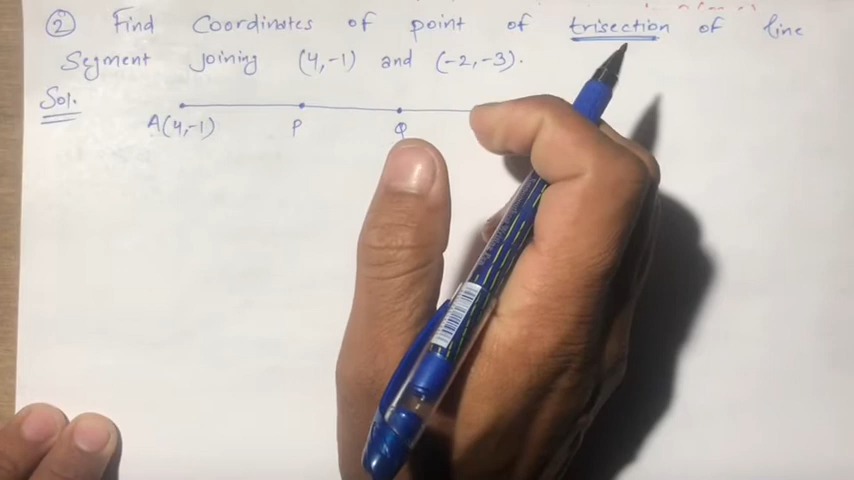 ② Find Coordinates of point of trisection of line
Segment joining (4,-1) and (-2,-3).
Sol.
A(4,-1) P Q